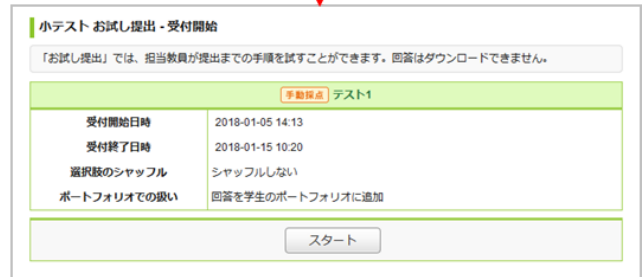 小テスト お試し提出 - 受付開始
「お試し提出」では、担当教員が提出までの手順を試すことができます。回答はダウンロードできません。
手動採点 テスト1
受付開始日時 2018-01-05 14:13
受付終了日時 2018-01-15 10:20
選択肢のシャッフル シャッフルしない
ポートフォリオでの扱い 回答を学生のポートフォリオに追加
スタート